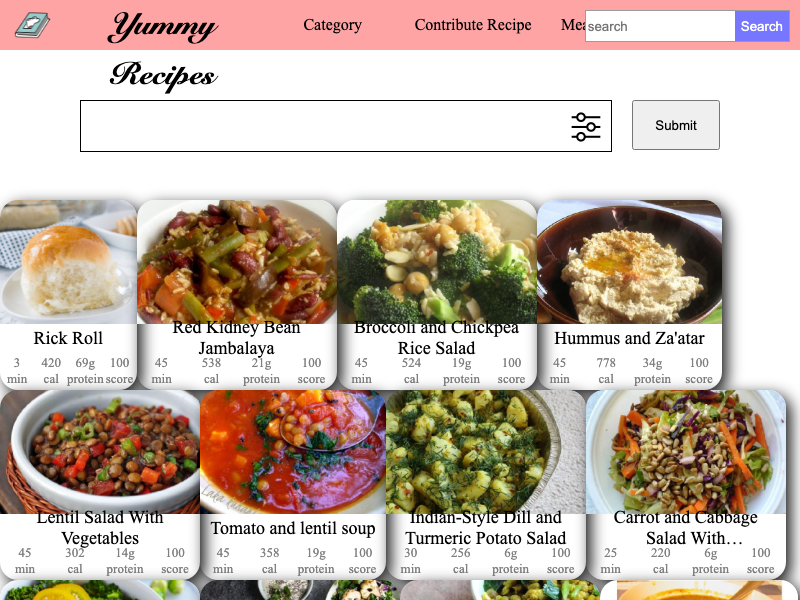 Yummy
Recipes
Category
Contribute Recipe
Mea
search
Search
Submit
Rick Roll
3 420 69g 100
min cal protein score
Red Kidney Bean
Jambalaya
45 538 21g 100
min cal protein score
Broccoli and Chickpea
Rice Salad
45 524 19g 100
min cal protein score
Hummus and Za'atar
45 778 34g 100
min cal protein score
Lentil Salad With
Vegetables
45 302 14g 100
min cal protein score
Tomato and lentil soup
45 358 19g 100
min cal protein score
Indian-Style Dill and
Turmeric Potato Salad
30 256 6g 100
min cal protein score
Carrot and Cabbage
Salad With…
25 220 6g 100
min cal protein score